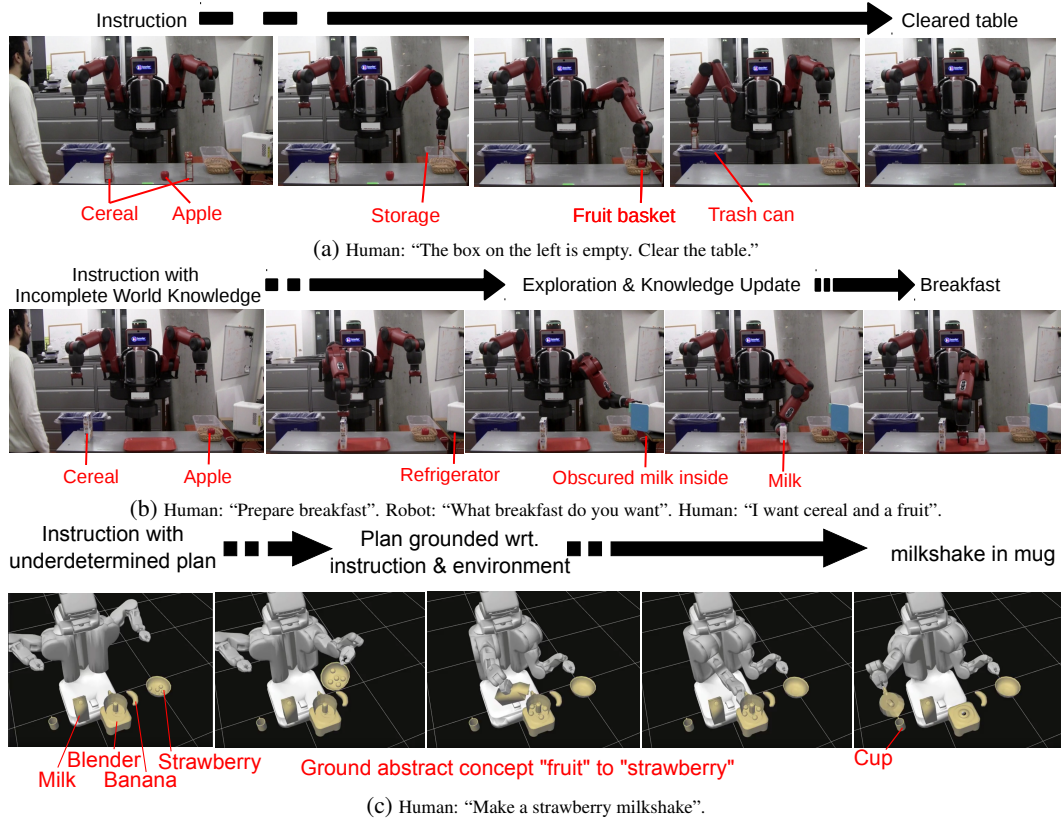 Instruction
Cleared table
Cereal
Apple
Storage
Fruit basket
Trash can
(a) Human: “The box on the left is empty. Clear the table.”
Instruction with
Incomplete World Knowledge
Exploration & Knowledge Update
Breakfast
Cereal
Apple
Refrigerator
Obscured milk inside
Milk
(b) Human: “Prepare breakfast”. Robot: “What breakfast do you want”. Human: “I want cereal and a fruit”.
Instruction with
underdetermined plan
Plan grounded wrt.
instruction & environment
milkshake in mug
Milk
Blender
Banana
Strawberry
Ground abstract concept "fruit" to "strawberry"
Cup
(c) Human: “Make a strawberry milkshake”.